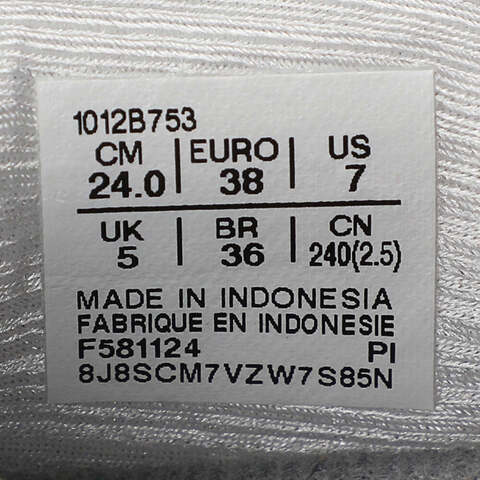 1012B753
CM EURO US
24.0 38 7
UK BR CN
5 36 240(2.5)
MADE IN INDONESIA
FABRIQUE EN INDONESIE
F581124 PI
8J8SCM7VZW7S85N